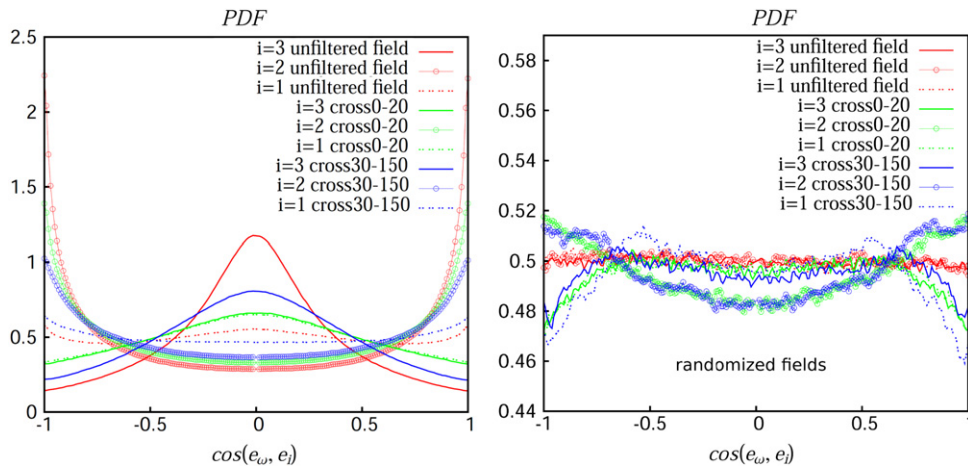 PDF
2.5
2
1.5
1
0.5
0
-1
-0.5
0
0.5
1
i=3 unfiltered field
i=2 unfiltered field
i=1 unfiltered field
i=3 cross0-20
i=2 cross0-20
i=1 cross0-20
i=3 cross30-150
i=2 cross30-150
i=1 cross30-150
cos(e_ω, e_i)
PDF
0.58
0.56
0.54
0.52
0.5
0.48
0.46
0.44
-1
-0.5
0
0.5
i=3 unfiltered field
i=2 unfiltered field
i=1 unfiltered field
i=3 cross0-20
i=2 cross0-20
i=1 cross0-20
i=3 cross30-150
i=2 cross30-150
i=1 cross30-150
randomized fields
cos(e_ω, e_i)